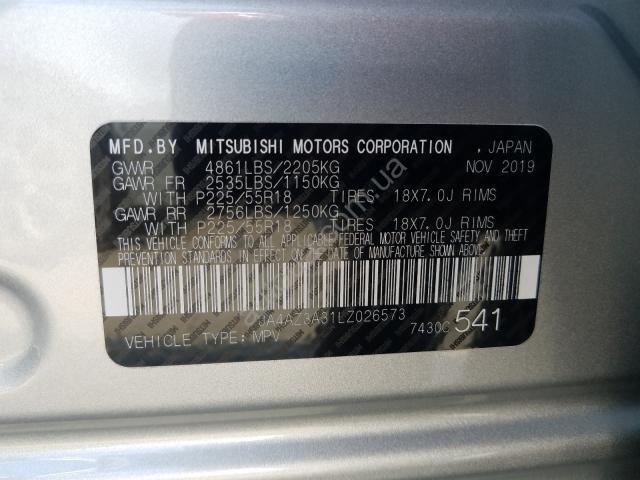 MFD.BY MITSUBISHI MOTORS CORPORATION , JAPAN
GVWR 4861LBS/2205KG NOV 2019
GAWR FR 2535LBS/1150KG
WITH P225/55R18 TIRES: 18X7.0J RIMS
GAWR RR 2756LBS/1250KG
WITH P225/55R18 TIRES: 18X7.0J RIMS
THIS VEHICLE CONFORMS TO ALL APPLICABLE FEDERAL MOTOR VEHICLE SAFETY AND THEFT
PREVENTION STANDARDS IN EFFECT ON THE DATE OF MANUFACTURE SHOWN ABOVE.
JA4AZ3A31LZ026573 7430C 541
VEHICLE TYPE: MPV